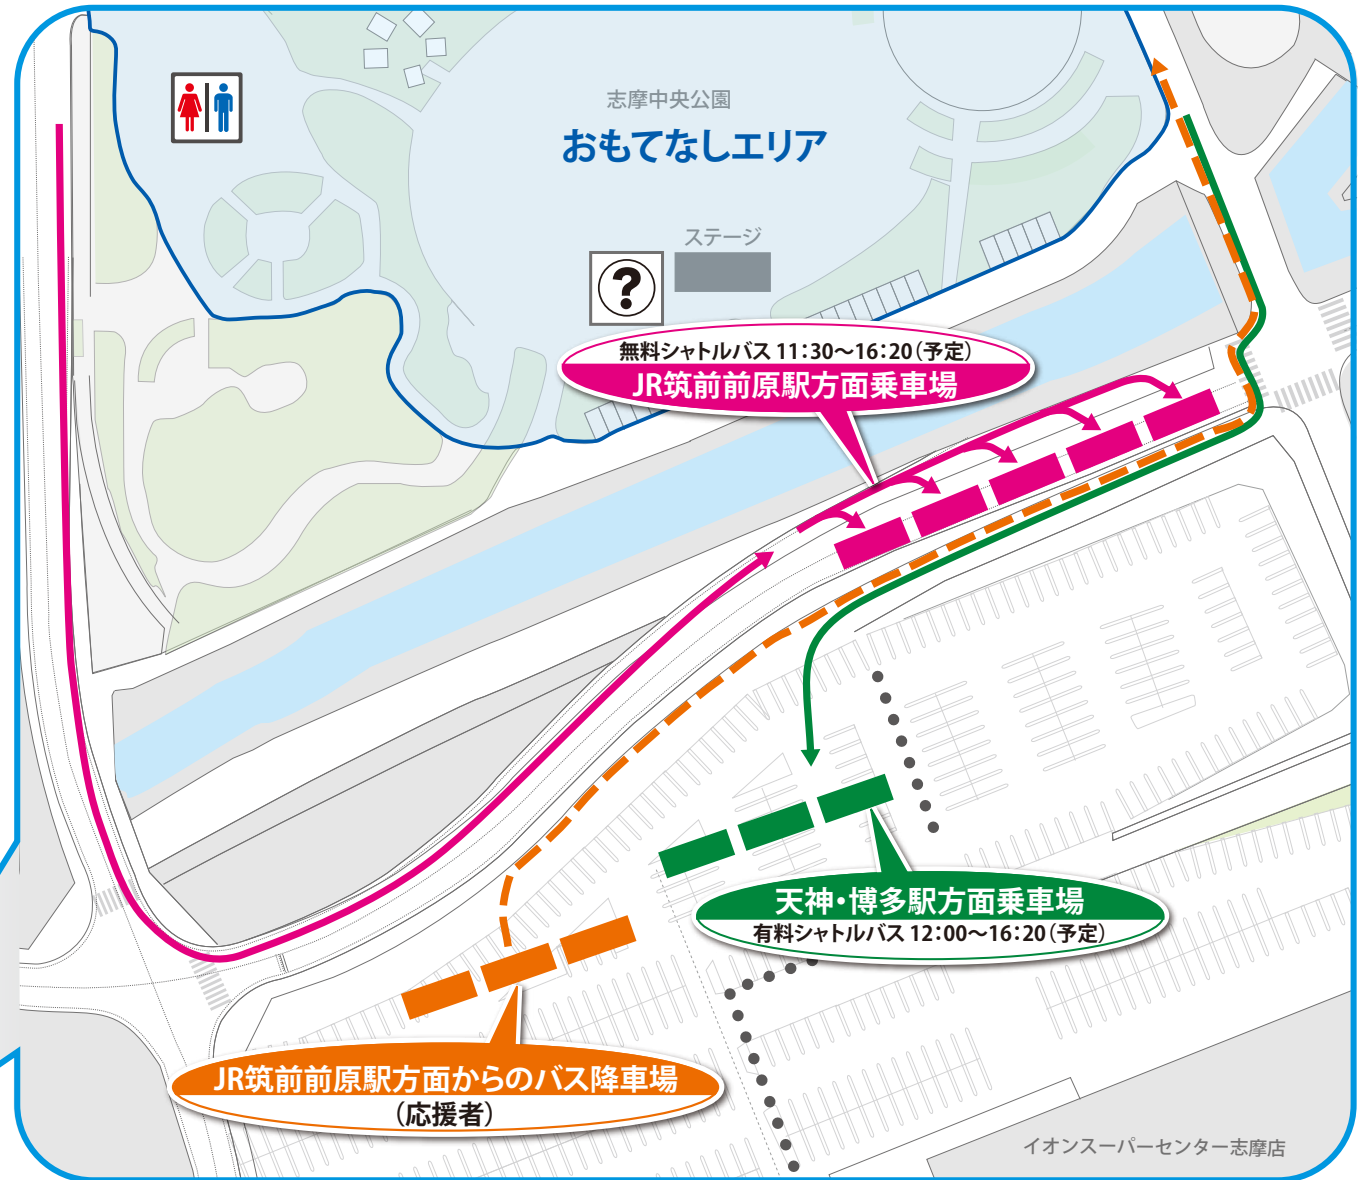 志摩中央公園
おもてなしエリア
ステージ
?
無料シャトルバス 11:30〜16:20(予定)
JR筑前前原駅方面乗車場
天神・博多駅方面乗車場
有料シャトルバス 12:00〜16:20(予定)
JR筑前前原駅方面からのバス降車場
(応援者)
イオンスーパーセンター志摩店